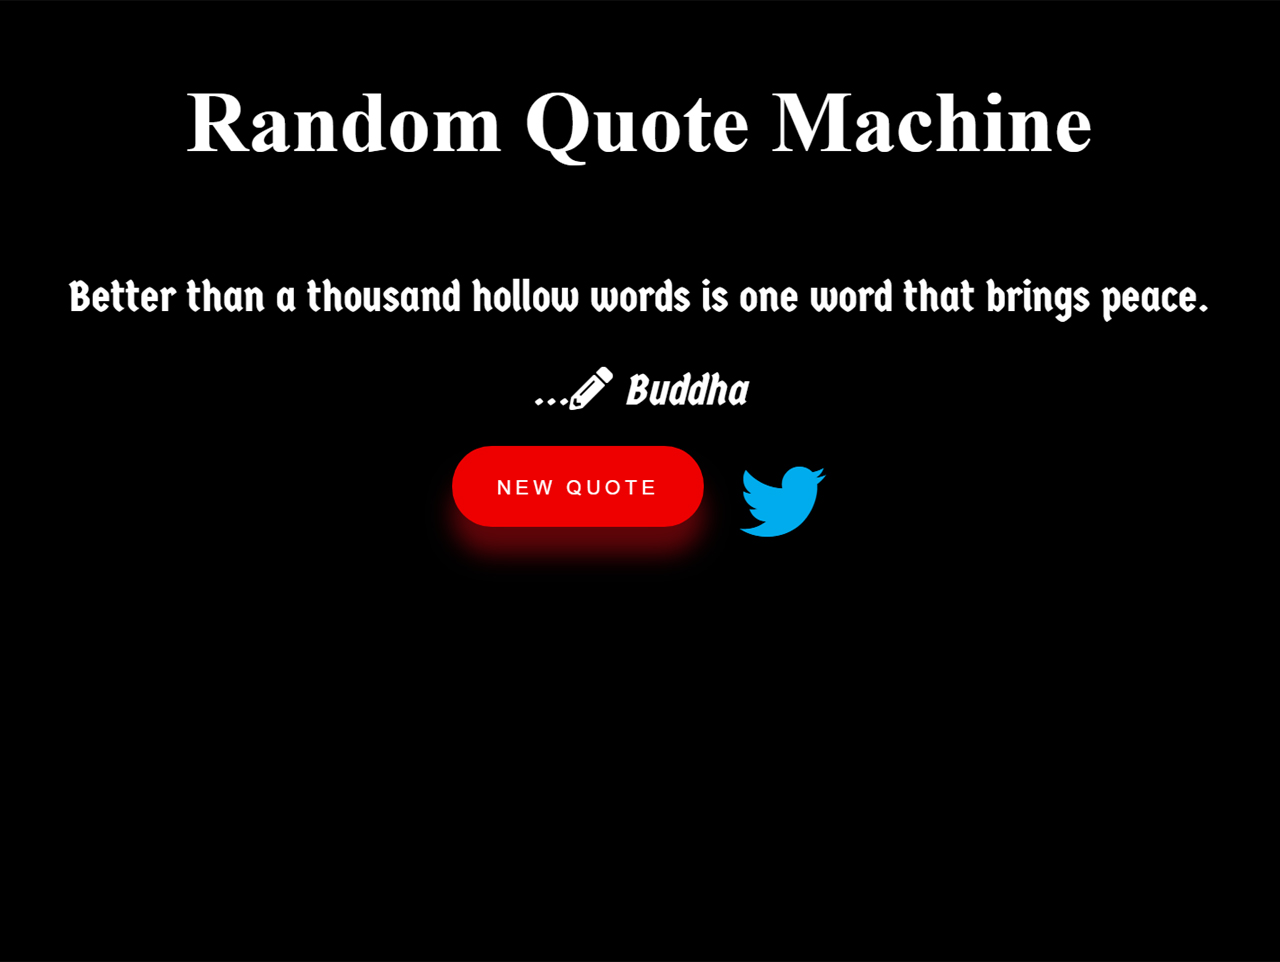 Random Quote Machine
Better than a thousand hollow words is one word that brings peace.
... Buddha
NEW QUOTE